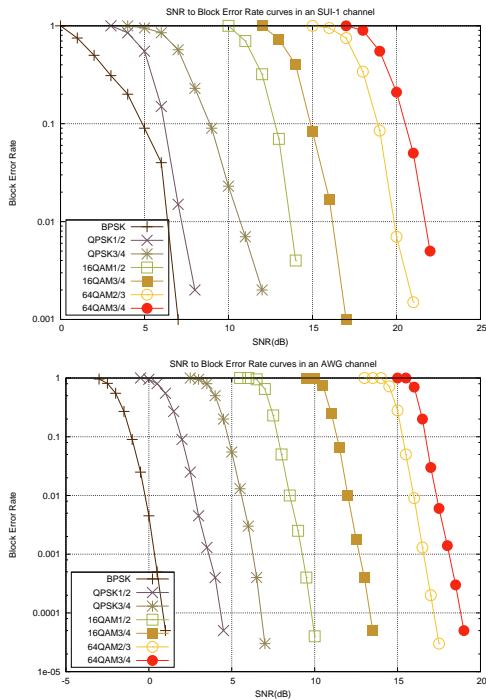 SNR to Block Error Rate curves in an SUI-1 channel
1
0.1
0.01
0.001
Block Error Rate
BPSK
QPSK1/2
QPSK3/4
16QAM1/2
16QAM3/4
64QAM2/3
64QAM3/4
0 5 10 15 20 25
SNR(dB)
SNR to Block Error Rate curves in an AWG channel
1
0.1
0.01
0.001
0.0001
1e-05
Block Error Rate
BPSK
QPSK1/2
QPSK3/4
16QAM1/2
16QAM3/4
64QAM2/3
64QAM3/4
-5 0 5 10 15 20
SNR(dB)